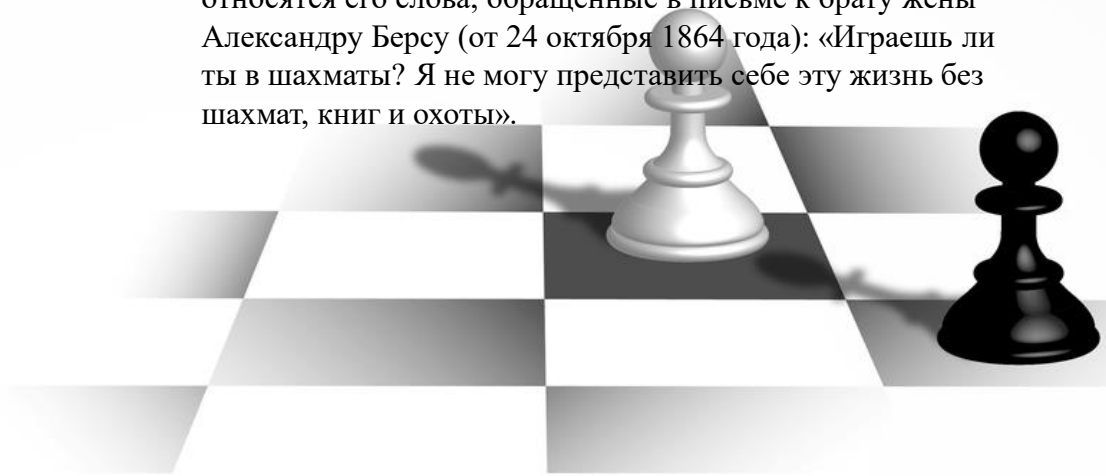 относятся его слова, обращенные в письме к брату жены
Александру Берсу (от 24 октября 1864 года): «Играешь ли
ты в шахматы? Я не могу представить себе эту жизнь без
шахмат, книг и охоты».